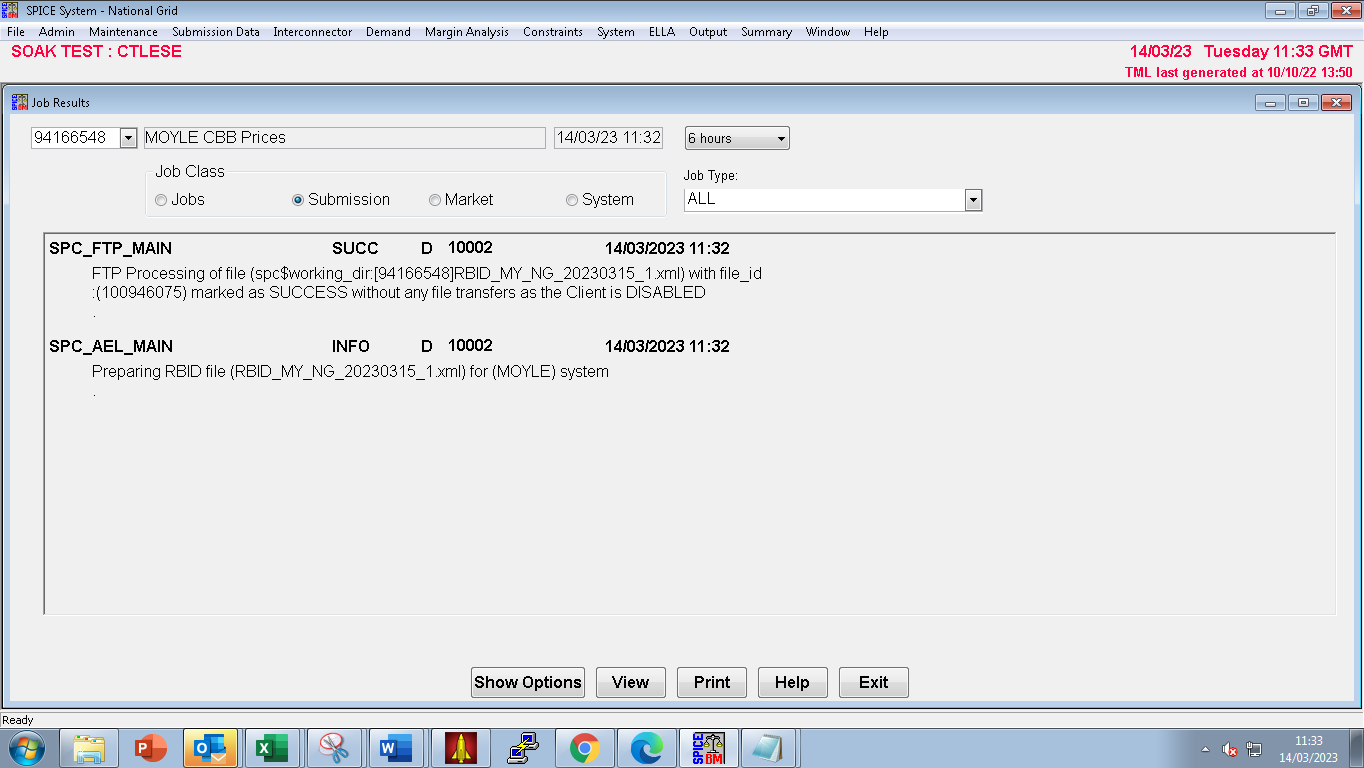 SPICE System - National Grid
File Admin Maintenance Submission Data Interconnector Demand Margin Analysis Constraints System ELLA Output Summary Window Help
SOAK TEST : CTLESE 14/03/23 Tuesday 11:33 GMT
TML last generated at 10/10/22 13:50
Job Results
94166548 MOYLE CBB Prices 14/03/23 11:32 6 hours
Job Class
Job Type:
Jobs Submission Market System
ALL
SPC_FTP_MAIN SUCC D 10002 14/03/2023 11:32
FTP Processing of file (spc$working_dir:[94166548]RBID_MY_NG_20230315_1.xml) with file_id
:(100946075) marked as SUCCESS without any file transfers as the Client is DISABLED
.
SPC_AEL_MAIN INFO D 10002 14/03/2023 11:32
Preparing RBID file (RBID_MY_NG_20230315_1.xml) for (MOYLE) system
.
Show Options View Print Help Exit
Ready
SPICE
BM
11:33
14/03/2023